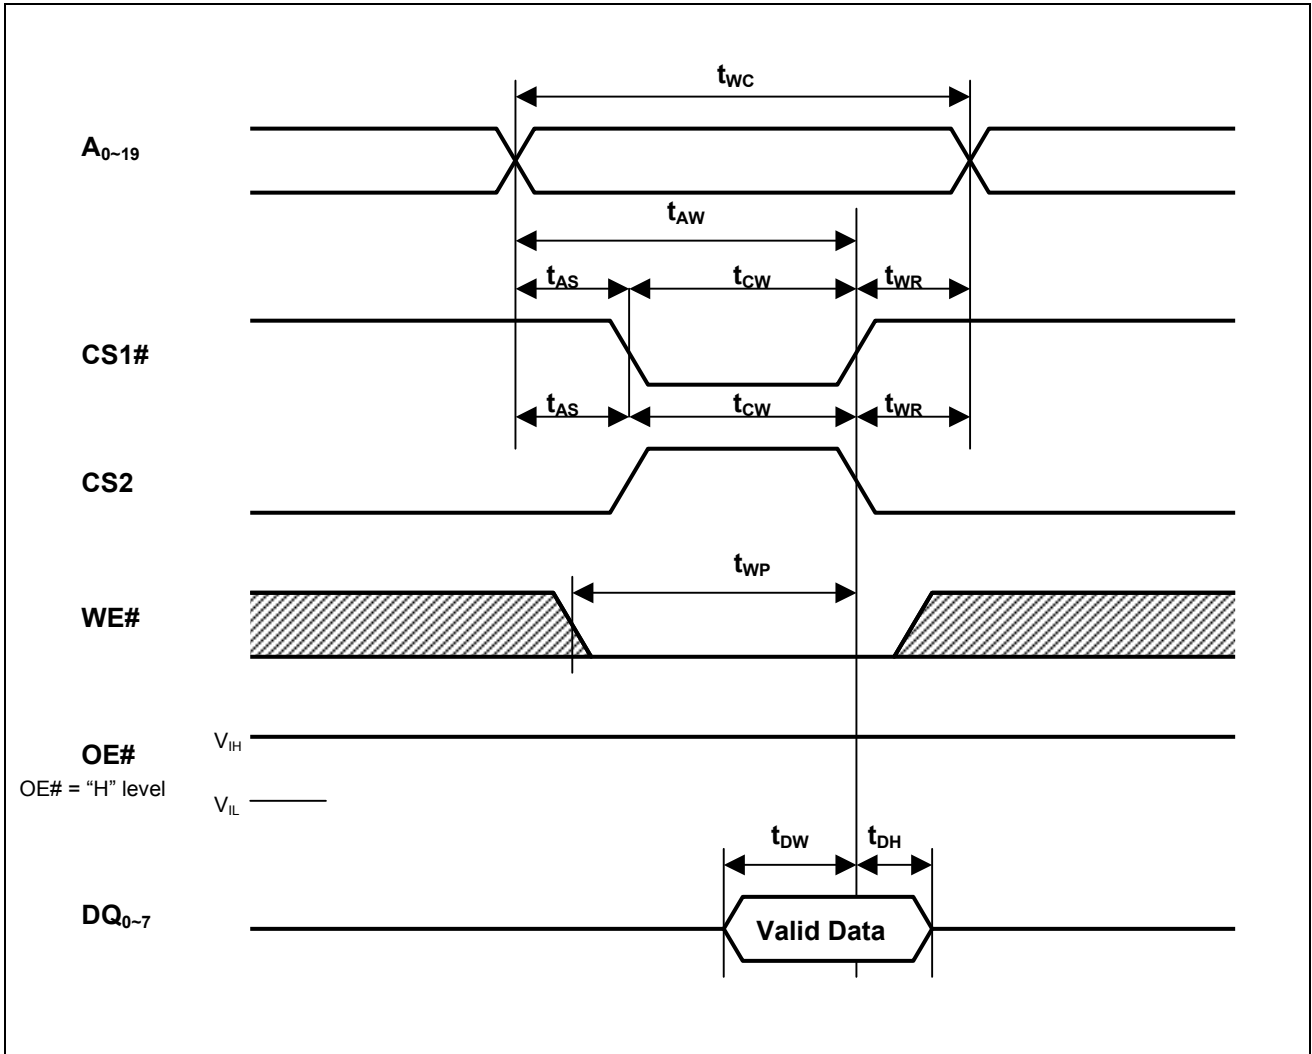 tWC
A0~19
tAW
tAS tCW tWR
CS1#
tAS tCW tWR
CS2
tWP
WE#
VIH
OE#
OE# = “H” level
VIL
tDW tDH
DQ0~7
Valid Data